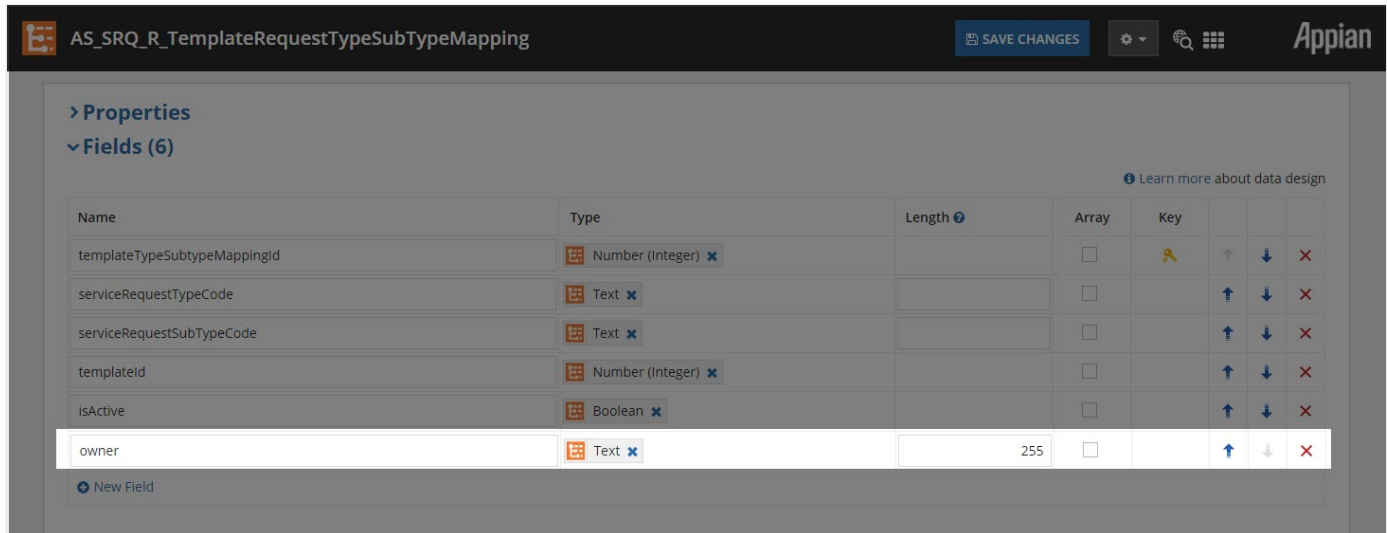 AS_SRQ_R_TemplateRequestTypeSubTypeMapping SAVE CHANGES Appian
Properties
Fields (6)
Learn more about data design
Name Type Length Array Key
templateTypeSubtypeMappingId Number (Integer)
serviceRequestTypeCode Text
serviceRequestSubTypeCode Text
templateId Number (Integer)
isActive Boolean
owner Text 255
New Field